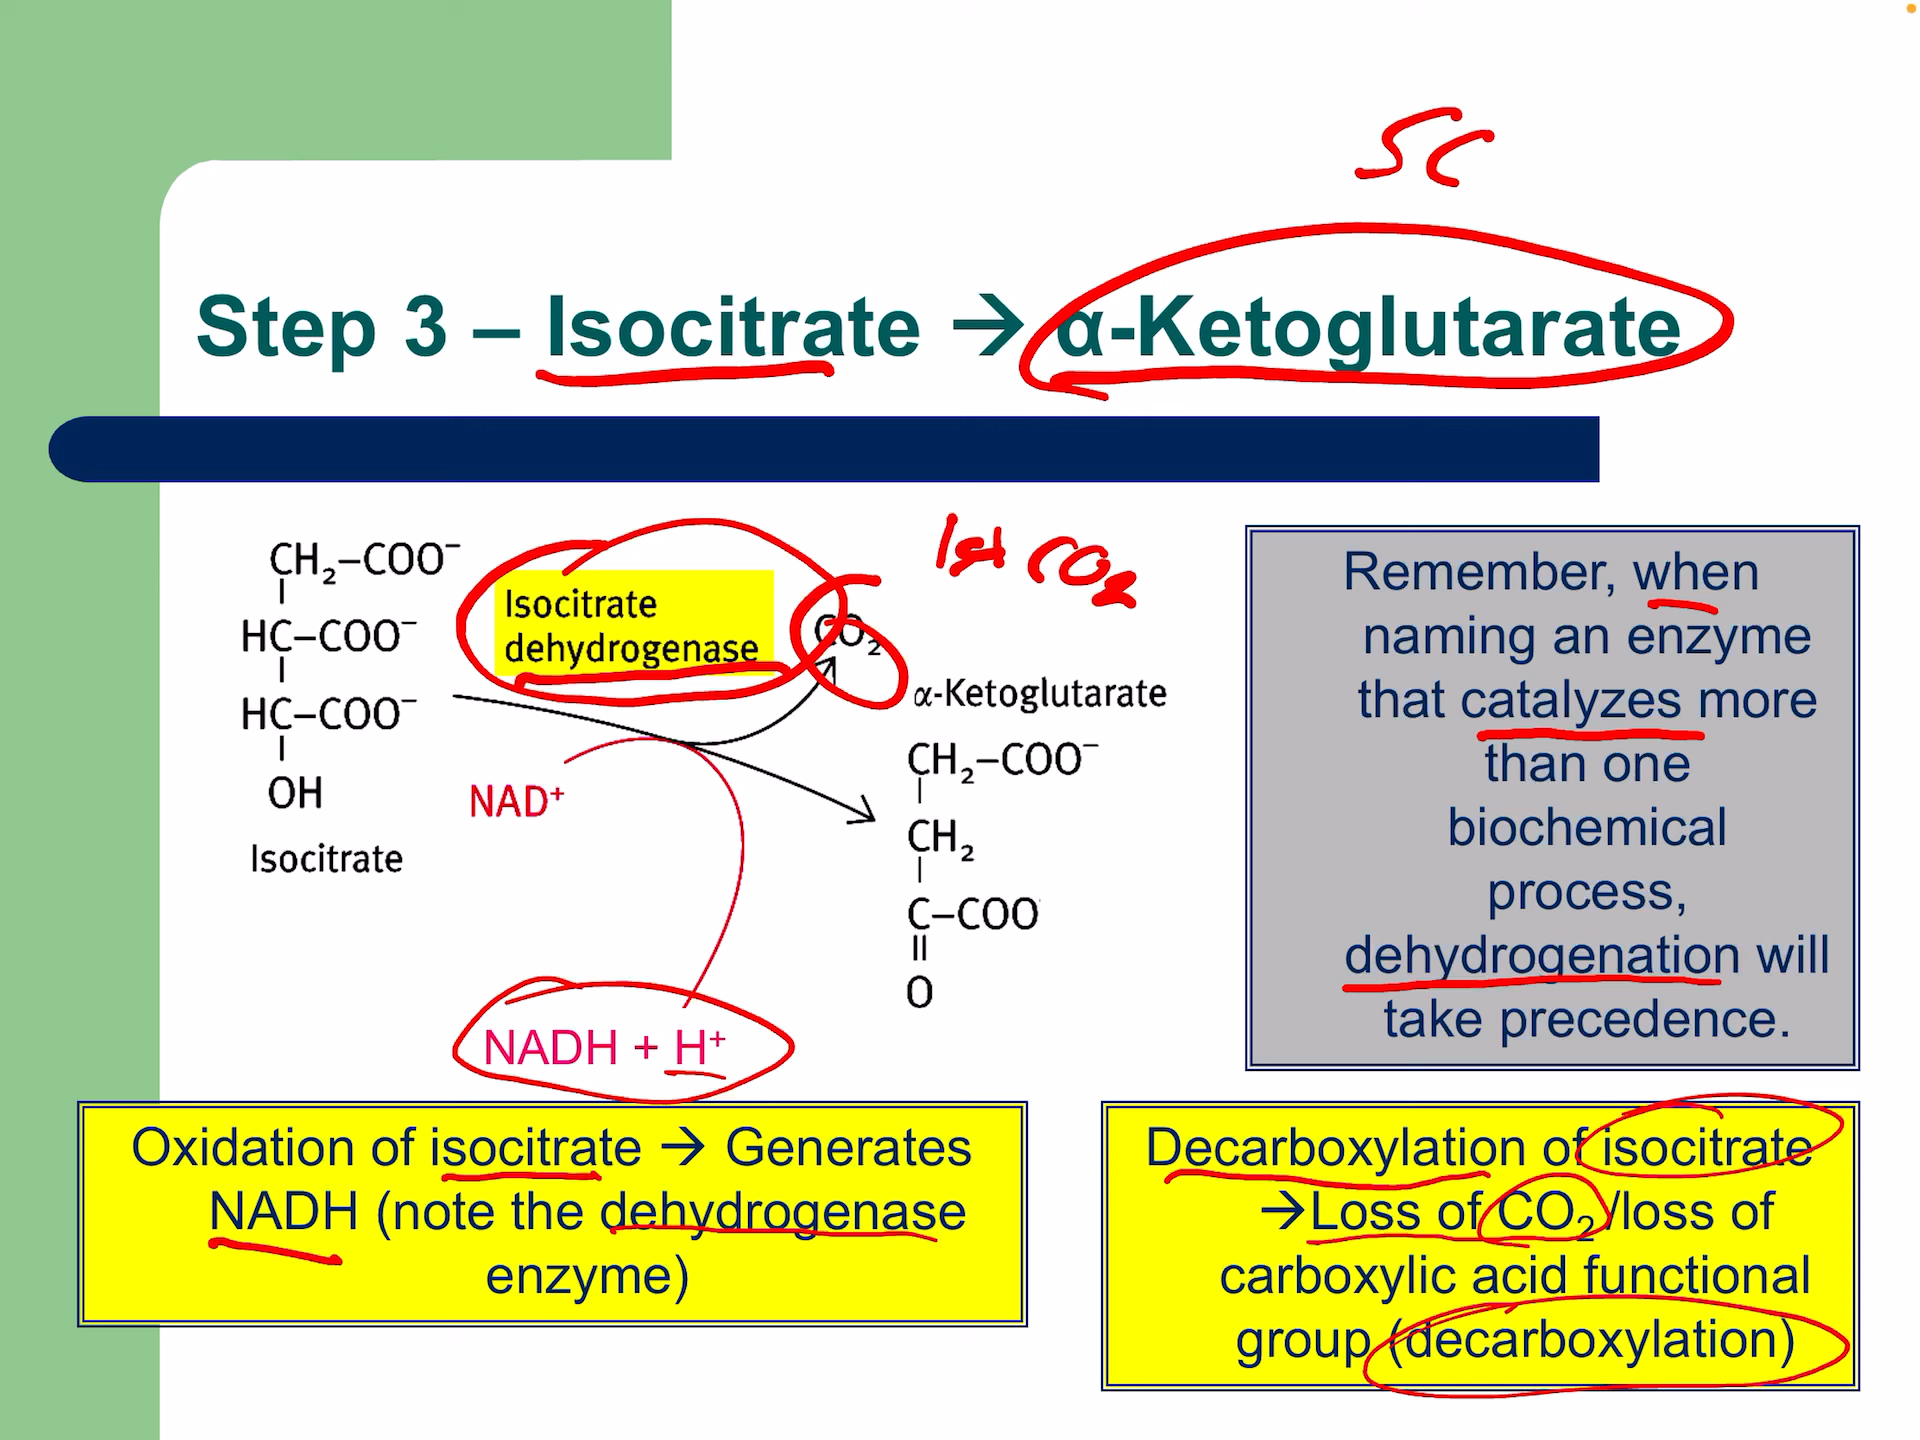 5C
Step 3 – Isocitrate → α-Ketoglutarate
CH₂–COO⁻
HC–COO⁻
HC–COO⁻
OH
Isocitrate
Isocitrate
dehydrogenase
CO₂
1st CO₂
NAD⁺
NADH + H⁺
α-Ketoglutarate
CH₂–COO⁻
CH₂
C–COO
O
Remember, when
naming an enzyme
that catalyzes more
than one
biochemical
process,
dehydrogenation will
take precedence.
Oxidation of isocitrate → Generates
NADH (note the dehydrogenase
enzyme)
Decarboxylation of isocitrate
→Loss of CO₂/loss of
carboxylic acid functional
group (decarboxylation)